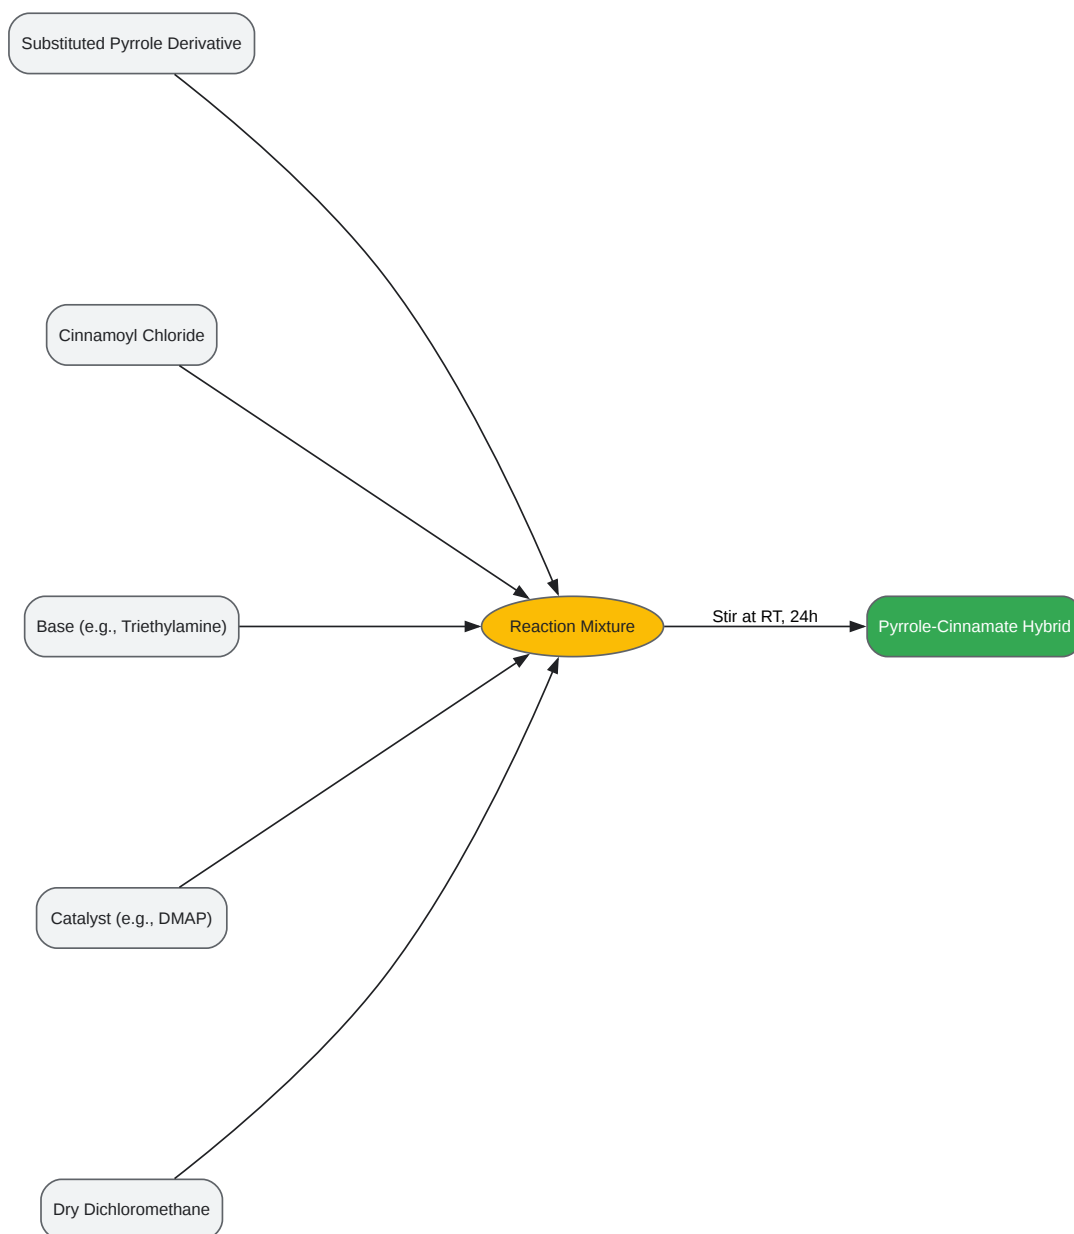 Substituted Pyrrole Derivative
Cinnamoyl Chloride
Base (e.g., Triethylamine)
Reaction Mixture
Stir at RT, 24h
Pyrrole-Cinnamate Hybrid
Catalyst (e.g., DMAP)
Dry Dichloromethane